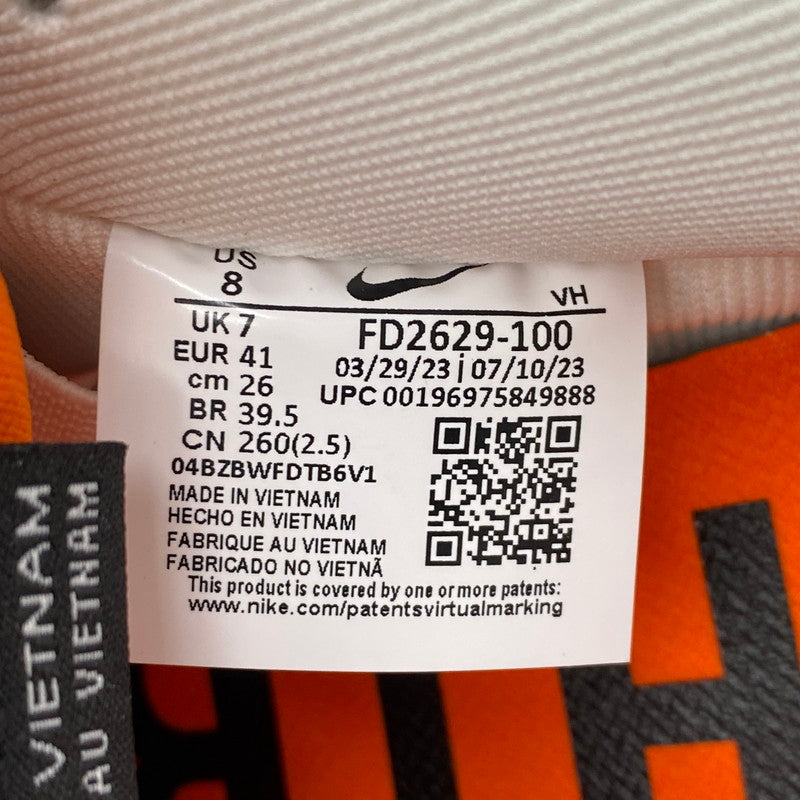 US
8
VH
UK 7
EUR 41
cm 26
BR 39.5
CN 260(2.5)
FD2629-100
03/29/23 | 07/10/23
UPC 00196975849888
04BZBWFDTB6V1
MADE IN VIETNAM
HECHO EN VIETNAM
FABRIQUE AU VIETNAM
FABRICADO NO VIETNÃ
This product is covered by one or more patents:
www.nike.com/patentsvirtualmarking
VIETNAM
AU VIETNAM